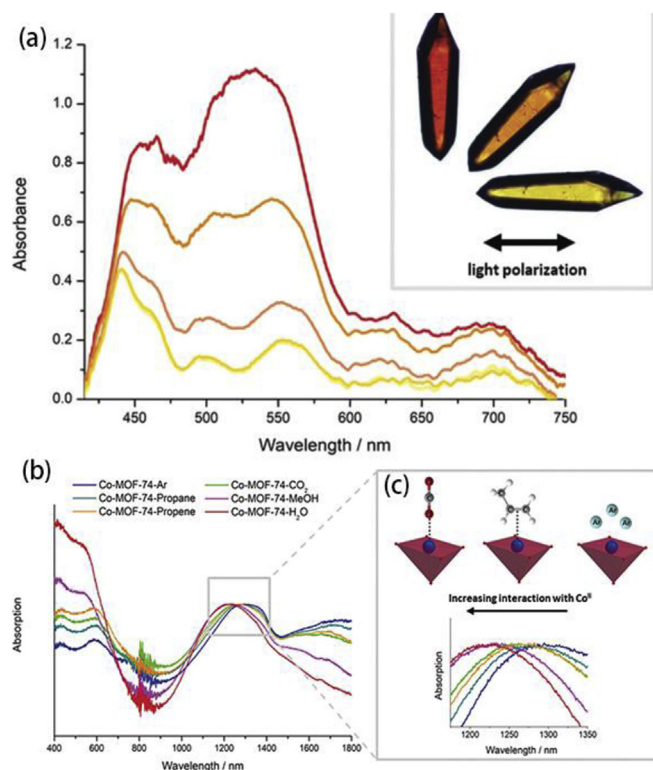 (a)
1.2
1.0
0.8
0.6
0.4
0.2
0.0
Absorbance
450 500 550 600 650 700 750
Wavelength / nm
light polarization
(b)
Co-MOF-74-Ar
Co-MOF-74-Propane
Co-MOF-74-Propene
Co-MOF-74-CO₂
Co-MOF-74-MeOH
Co-MOF-74-H₂O
Absorption
400 600 800 1000 1200 1400 1600 1800
Wavelength / nm
(c)
Ar
Ar
Ar
Increasing interaction with Coᴵᴵ
Absorption
1200 1250 1300 1350
Wavelength / nm